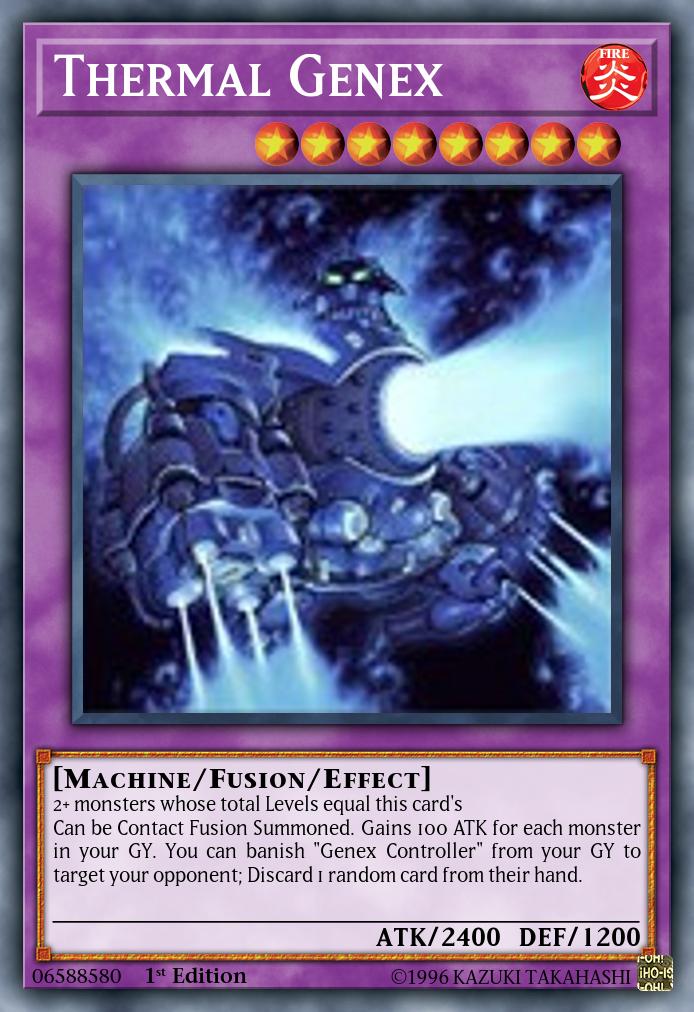 Thermal Genex
FIRE
炎
[Machine/Fusion/Effect]
2+ monsters whose total Levels equal this card's
Can be Contact Fusion Summoned. Gains 100 ATK for each monster
in your GY. You can banish "Genex Controller" from your GY to
target your opponent; Discard 1 random card from their hand.
ATK/2400 DEF/1200
06588580 1st Edition ©1996 KAZUKI TAKAHASHI